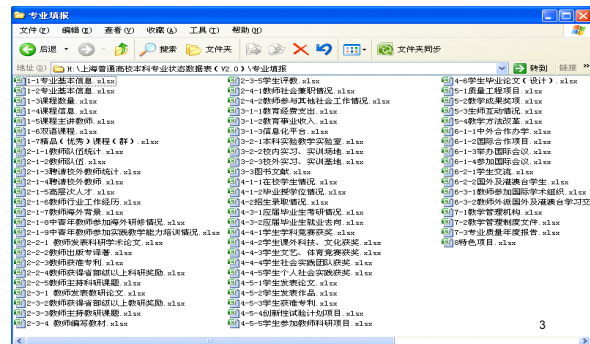 专业填报
文件(F) 编辑(E) 查看(V) 收藏(A) 工具(T) 帮助(H)
后退 搜索 文件夹 文件夹同步
地址(D) H:\上海普通高校本科专业状态数据表(V2.0)\专业填报 转到 链接 »
1-1专业基本信息.xlsx
1-2专业基本信息.xlsx
1-3课程数量.xlsx
1-4课程信息.xlsx
1-5课程主讲教师.xlsx
1-6双语课程.xlsx
1-7精品(优秀)课程(群).xlsx
2-1-1教师队伍统计.xlsx
2-1-2教师队伍.xlsx
2-1-3聘请校外教师统计.xlsx
2-1-4聘请校外教师.xlsx
2-1-5高层次人才.xlsx
2-1-6教师行业工作经历.xlsx
2-1-7教师海外背景.xlsx
2-1-8中青年教师参加海外研修情况.xlsx
2-1-9中青年教师参加实践教学能力培训情况.xlsx
2-2-1 教师发表科研学术论文.xlsx
2-2-2教师出版专译著.xlsx
2-2-3教师获准专利.xlsx
2-2-4教师获得省部级以上科研奖励.xlsx
2-2-5教师主持科研课题.xlsx
2-3-1 教师发表教研论文.xlsx
2-3-2教师获得省部级以上教研奖励.xlsx
2-3-3教师主持教研课题.xlsx
2-3-4 教师编写教材.xlsx
2-3-5学生评教.xlsx
2-4-1教师社会兼职情况.xlsx
2-4-2教师参与其他社会工作情况.xlsx
3-1-1教育经费支出.xlsx
3-1-2教育事业收入.xlsx
3-1-3信息化平台.xlsx
3-2-1本科实验教学实验室.xlsx
3-2-2校内实习、实训场地.xlsx
3-2-3校外实习、实训基地.xlsx
3-3图书文献.xlsx
4-1-1在校学生情况.xlsx
4-1-2毕业授学位情况.xlsx
4-2招生录取情况.xlsx
4-3-1应届毕业生考研情况.xlsx
4-3-2应届毕业生就业去向.xlsx
4-4-1学生学科竞赛获奖.xlsx
4-4-2学生课外科技、文化获奖.xlsx
4-4-3学生文艺、体育竞赛获奖.xlsx
4-4-4学生社会实践团队获奖.xlsx
4-4-5学生个人社会实践获奖.xlsx
4-5-1学生发表论文.xlsx
4-5-2学生发表作品.xlsx
4-5-3学生获准专利.xlsx
4-5-4创新性试验计划项目.xlsx
4-5-5学生参加教师科研项目.xlsx
4-6学生毕业论文(设计).xlsx
5-1质量工程项目.xlsx
5-2教学成果奖项.xlsx
5-3生师互动情况.xlsx
5-4教学方法改革.xlsx
6-1-1中外合作办学.xlsx
6-1-2国际合作项目.xlsx
6-1-3举办国际会议.xlsx
6-1-4参加国际会议.xlsx
6-2-1学生交流.xlsx
6-2-2国外及港澳台学生.xlsx
6-3-1教师参加国际学术组织.xlsx
6-3-2教师外派国外及港澳台学习交
7-1教学管理机构.xlsx
7-2教学管理制度文件.xlsx
7-3专业质量年度报告.xlsx
8特色项目.xlsx
3